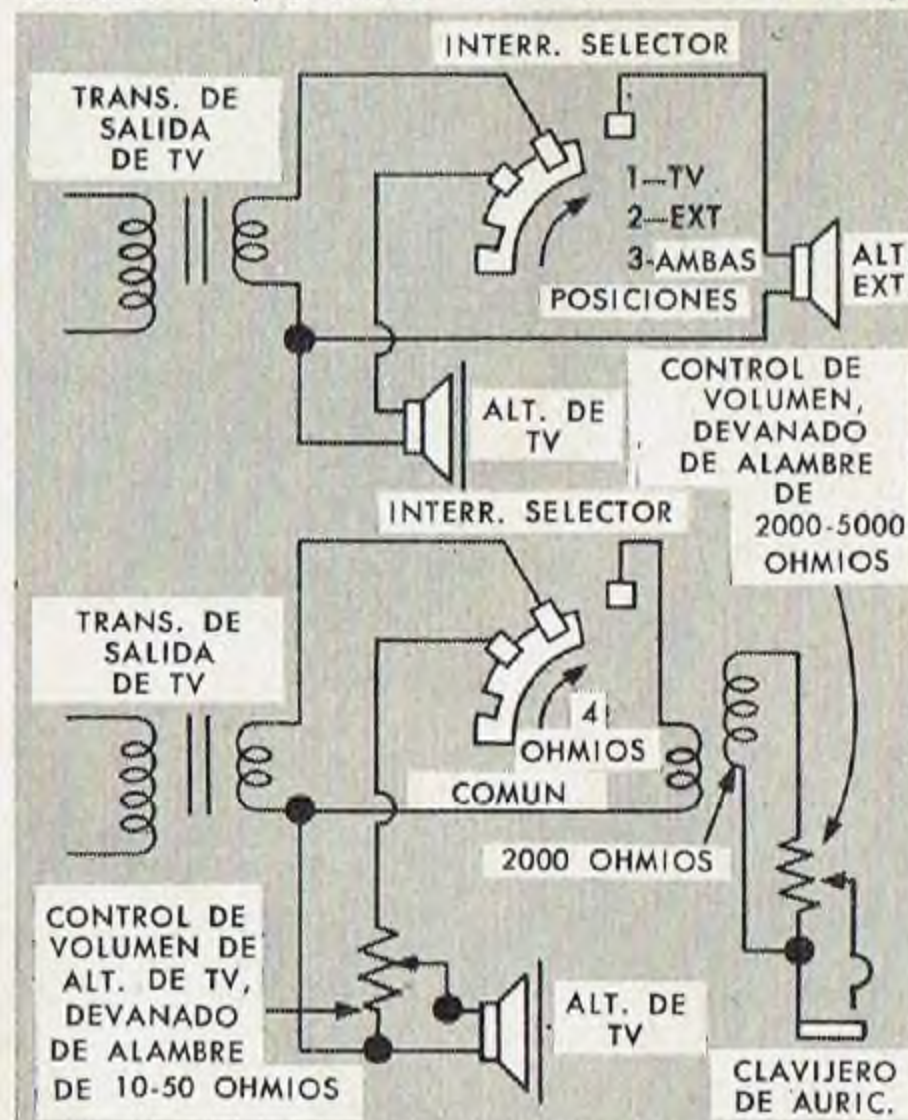 INTERR. SELECTOR
TRANS. DE
SALIDA
DE TV
1—TV
2—EXT
3-AMBAS
POSICIONES
ALT
EXT
ALT. DE
TV
CONTROL DE
VOLUMEN,
DEVANADO
DE ALAMBRE
DE
2000-5000
OHMIOS
INTERR. SELECTOR
TRANS. DE
SALIDA
DE TV
4
OHMIOS
COMUN
2000 OHMIOS
CONTROL DE
VOLUMEN DE
ALT. DE TV,
DEVANADO
DE ALAMBRE
DE 10-50 OHMIOS
ALT. DE
TV
CLAVIJERO
DE AURIC.